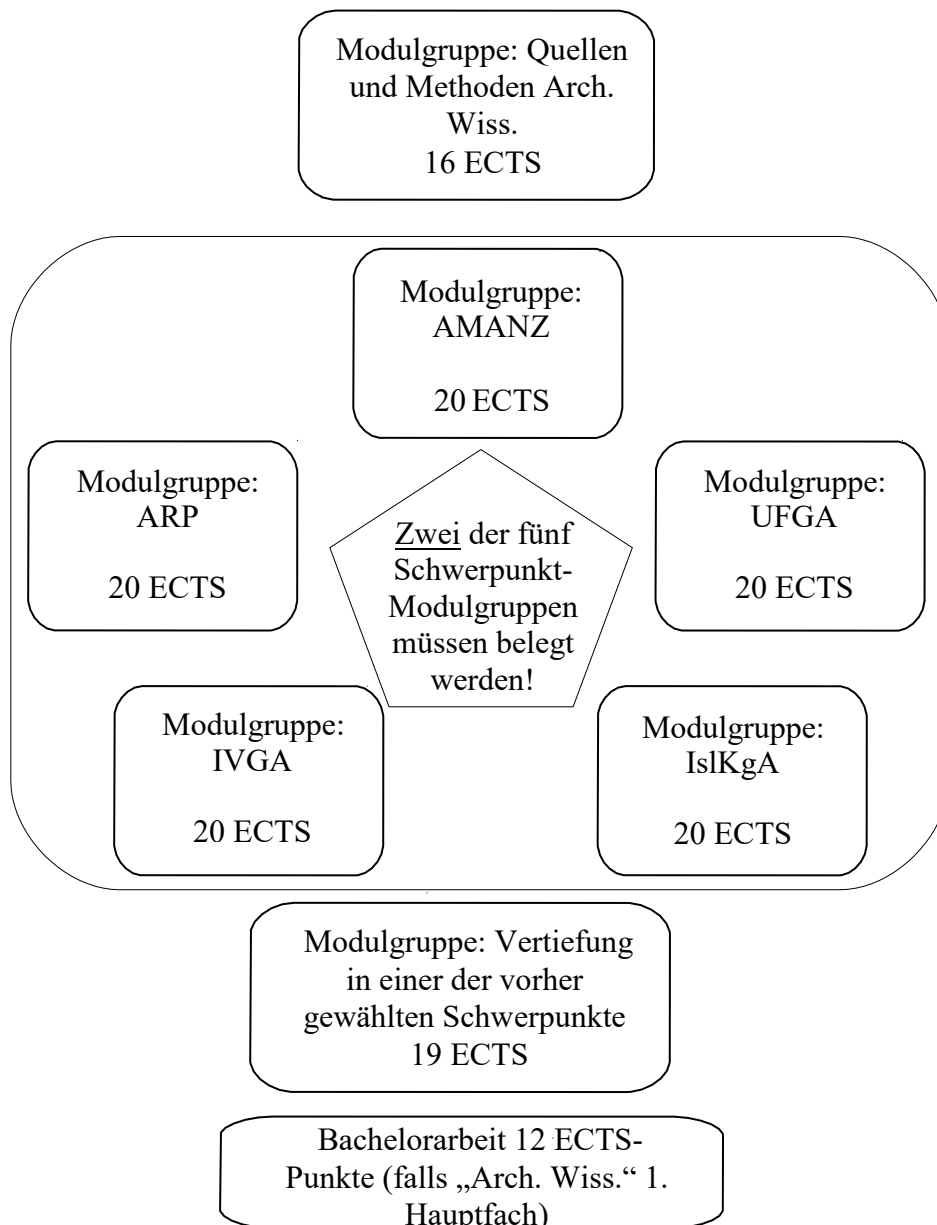 Modulgruppe: Quellen
und Methoden Arch.
Wiss.
16 ECTS
Modulgruppe:
AMANZ
20 ECTS
Modulgruppe:
ARP
20 ECTS
Modulgruppe:
UFGA
20 ECTS
Zwei der fünf
Schwerpunkt-
Modulgruppen
müssen belegt
werden!
Modulgruppe:
IVGA
20 ECTS
Modulgruppe:
IslKgA
20 ECTS
Modulgruppe: Vertiefung
in einer der vorher
gewählten Schwerpunkte
19 ECTS
Bachelorarbeit 12 ECTS-
Punkte (falls „Arch. Wiss.“ 1.
Hauptfach)